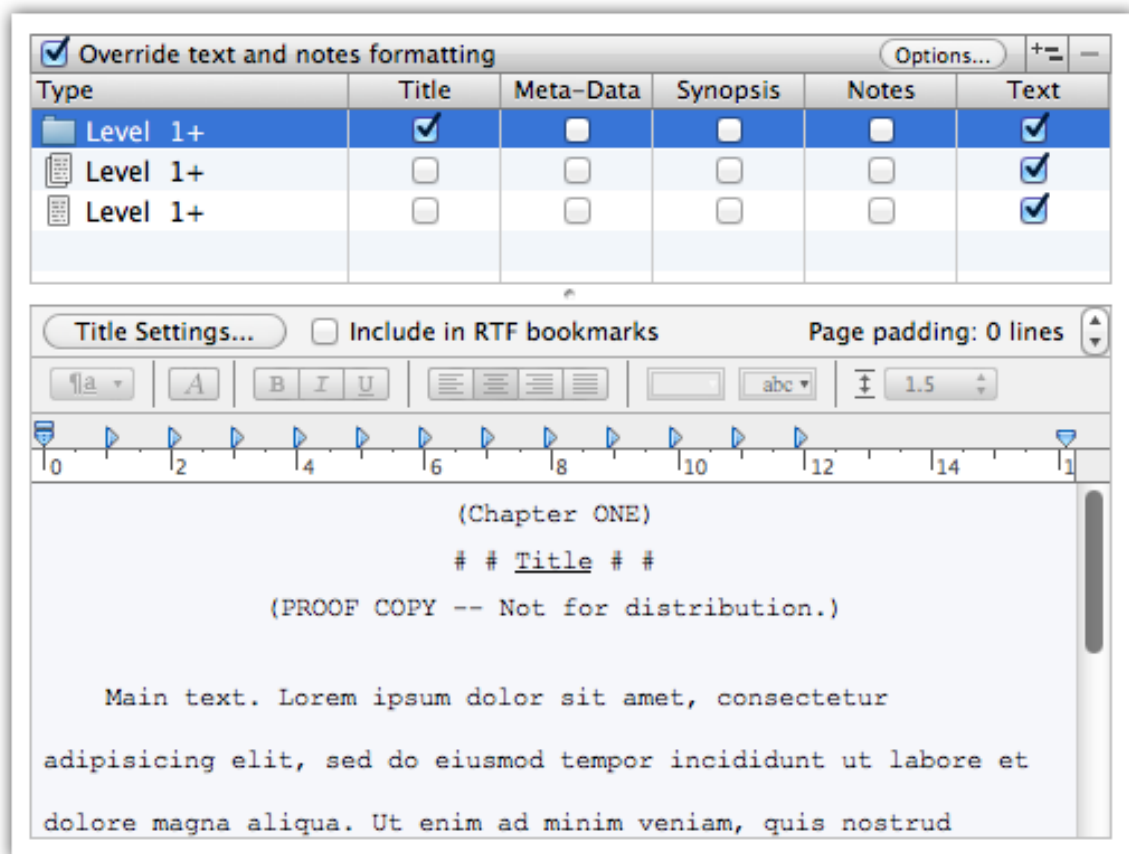 Override text and notes formatting Options...
Type Title Meta-Data Synopsis Notes Text
Level 1+
Level 1+
Level 1+
Title Settings... Include in RTF bookmarks Page padding: 0 lines
¶a A B I U abc 1.5
0 2 4 6 8 10 12 14 1
(Chapter ONE)
# # Title # #
(PROOF COPY -- Not for distribution.)
Main text. Lorem ipsum dolor sit amet, consectetur
adipisicing elit, sed do eiusmod tempor incididunt ut labore et
dolore magna aliqua. Ut enim ad minim veniam, quis nostrud